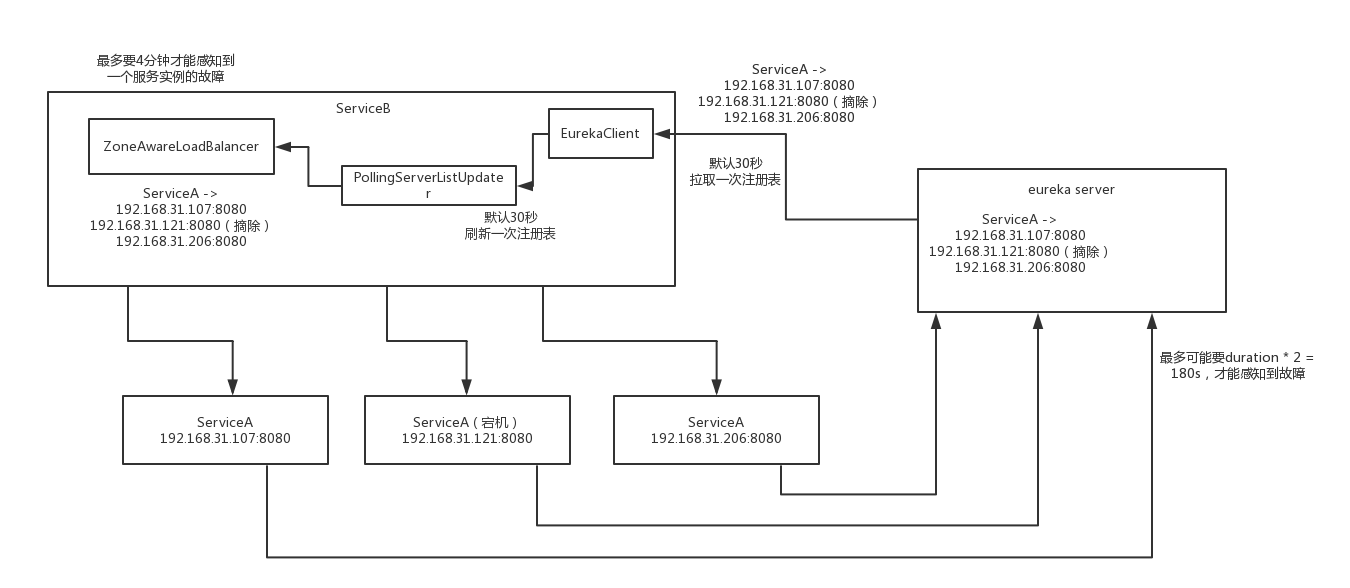 最多要4分钟才能感知到
一个服务实例的故障
ServiceB
ZoneAwareLoadBalancer
ServiceA ->
192.168.31.107:8080
192.168.31.121:8080（摘除）
192.168.31.206:8080
PollingServerListUpdate
r
默认30秒
刷新一次注册表
EurekaClient
ServiceA ->
192.168.31.107:8080
192.168.31.121:8080（摘除）
192.168.31.206:8080
默认30秒
拉取一次注册表
eureka server
ServiceA ->
192.168.31.107:8080
192.168.31.121:8080（摘除）
192.168.31.206:8080
最多可能要duration * 2 =
180s，才能感知到故障
ServiceA
192.168.31.107:8080
ServiceA（宕机）
192.168.31.121:8080
ServiceA
192.168.31.206:8080